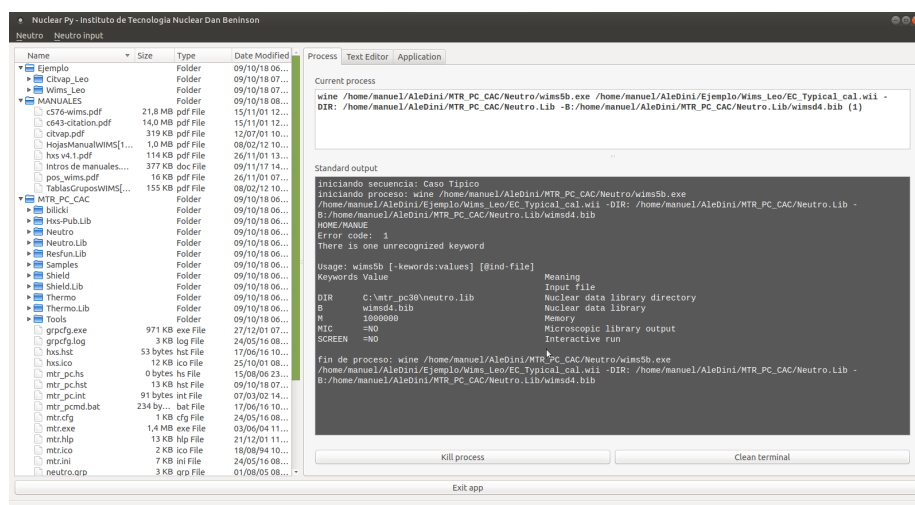 Nuclear Py - Instituto de Tecnología Nuclear Dan Beninson
Neutro Neutro input
Name Size Type Date Modified
Ejemplo Folder 09/10/18 06...
Citvap_Leo Folder 09/10/18 07...
Wims_Leo Folder 09/10/18 07...
MANUALES Folder 09/10/18 08...
c576-wims.pdf 21,8 MB pdf File 15/11/01 12...
c643-citation.pdf 14,0 MB pdf File 15/11/01 12...
citvap.pdf 319 KB pdf File 12/07/01 10...
HojasManualWIMS[1... 1,0 MB pdf File 08/02/12 10...
hxs v4.1.pdf 114 KB pdf File 26/11/01 13...
Intros de manuales.... 377 KB doc File 09/11/17 14...
pos_wims.pdf 16 KB pdf File 26/11/01 07...
TablasGruposWIMS[... 155 KB pdf File 08/02/12 10...
MTR_PC_CAC Folder 09/10/18 06...
bilicki Folder 09/10/18 06...
Hxs-Pub.Lib Folder 09/10/18 06...
Neutro Folder 09/10/18 06...
Neutro.Lib Folder 09/10/18 06...
Resfun.Lib Folder 09/10/18 06...
Samples Folder 09/10/18 06...
Shield Folder 09/10/18 06...
Shield.Lib Folder 09/10/18 06...
Thermo Folder 09/10/18 06...
Thermo.Lib Folder 09/10/18 06...
Tools Folder 09/10/18 06...
grpcfg.exe 971 KB exe File 27/12/01 07...
grpcfg.log 3 KB log File 24/05/16 08...
hxs.hst 53 bytes hst File 17/06/16 10...
hxs.ico 12 KB ico File 25/10/01 08...
mtr_pc.hs 0 bytes hs File 15/08/06 23...
mtr_pc.hst 13 KB hst File 09/10/18 07...
mtr_pc.int 91 bytes int File 07/03/02 14...
mtr_pcmd.bat 234 by... bat File 17/06/16 10...
mtr.cfg 1 KB cfg File 24/05/16 08...
mtr.exe 1,4 MB exe File 03/06/04 11...
mtr.hlp 13 KB hlp File 21/12/01 11...
mtr.ico 2 KB ico File 18/08/94 10...
mtr.ini 7 KB ini File 24/05/16 08...
neutro.grp 3 KB grp File 01/08/05 08...
Process Text Editor Application
Current process
wine /home/manuel/AleDini/MTR_PC_CAC/Neutro/wims5b.exe /home/manuel/AleDini/Ejemplo/Wims_Leo/EC_Typical_cal.wii -
DIR: /home/manuel/AleDini/MTR_PC_CAC/Neutro.Lib -B:/home/manuel/AleDini/MTR_PC_CAC/Neutro.Lib/wimsd4.bib (1)
Standard output
iniciando secuencia: Caso Tipico
iniciando proceso: wine /home/manuel/AleDini/MTR_PC_CAC/Neutro/wims5b.exe
/home/manuel/AleDini/Ejemplo/Wims_Leo/EC_Typical_cal.wii -DIR: /home/manuel/AleDini/MTR_PC_CAC/Neutro.Lib -
B:/home/manuel/AleDini/MTR_PC_CAC/Neutro.Lib/wimsd4.bib
HOME/MANUE
Error code: 1
There is one unrecognized keyword
Usage: wims5b [-kewords:values] [@ind-file]
Keywords Value Meaning
Input file
DIR C:\mtr_pc30\neutro.lib Nuclear data library directory
B wimsd4.bib Nuclear data library
M 1000000 Memory
MIC =NO Microscopic library output
SCREEN =NO Interactive run
fin de proceso: wine /home/manuel/AleDini/MTR_PC_CAC/Neutro/wims5b.exe
/home/manuel/AleDini/Ejemplo/Wims_Leo/EC_Typical_cal.wii -DIR: /home/manuel/AleDini/MTR_PC_CAC/Neutro.Lib -
B:/home/manuel/AleDini/MTR_PC_CAC/Neutro.Lib/wimsd4.bib
Kill process Clean terminal
Exit app